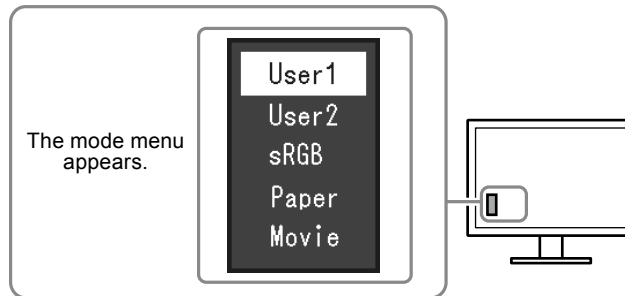 The mode menu
appears.
User1
User2
sRGB
Paper
Movie